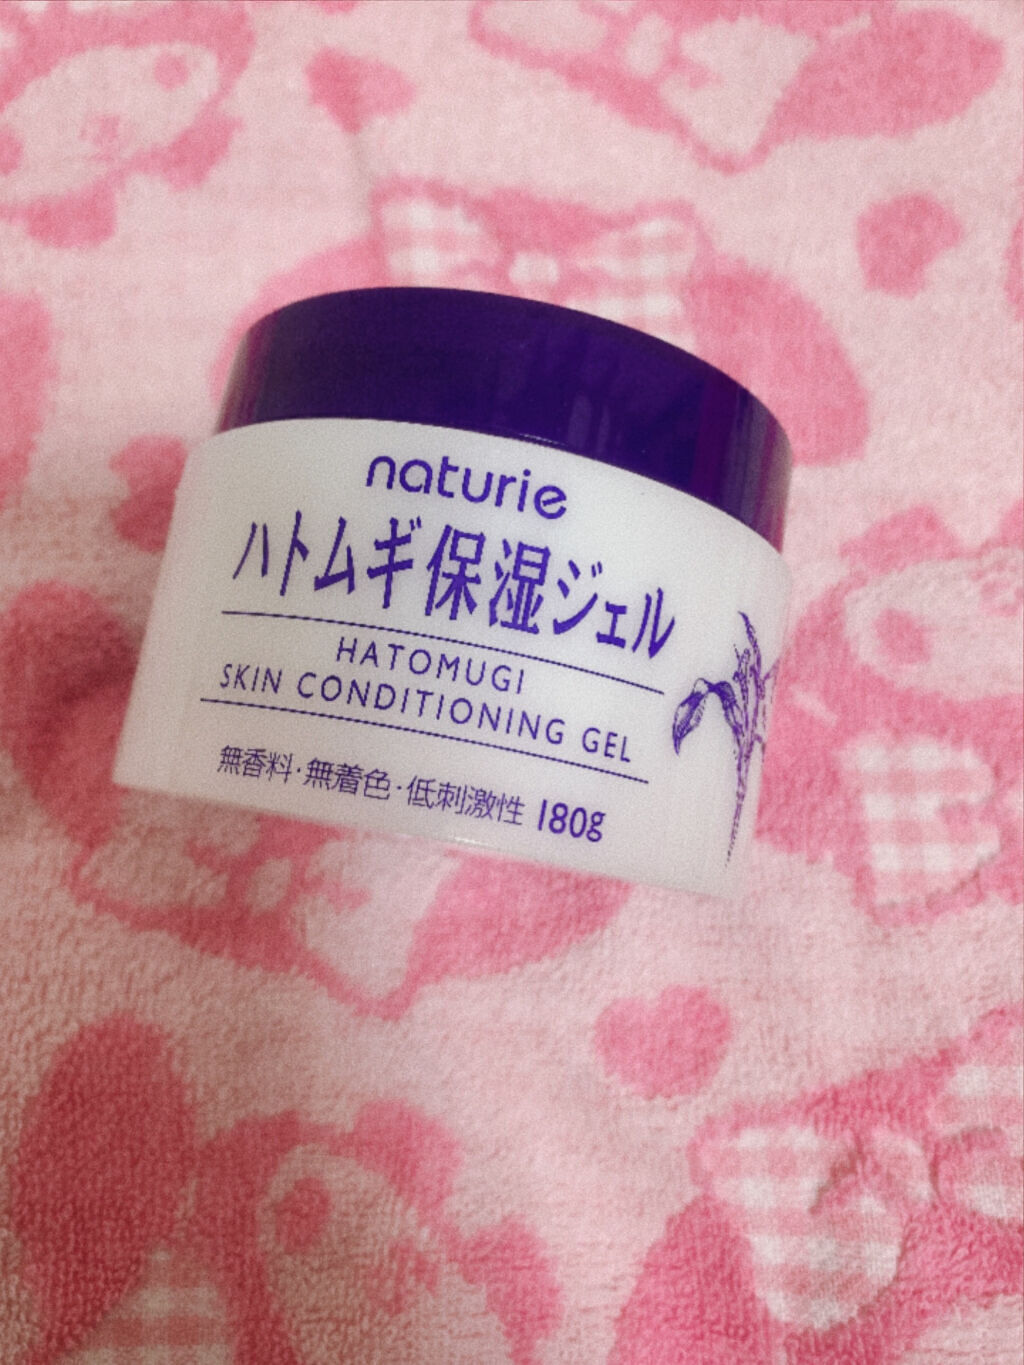 naturie
ハトムギ保湿ジェル
HATOMUGI
SKIN CONDITIONING GEL
無香料・無着色・低刺激性 180g